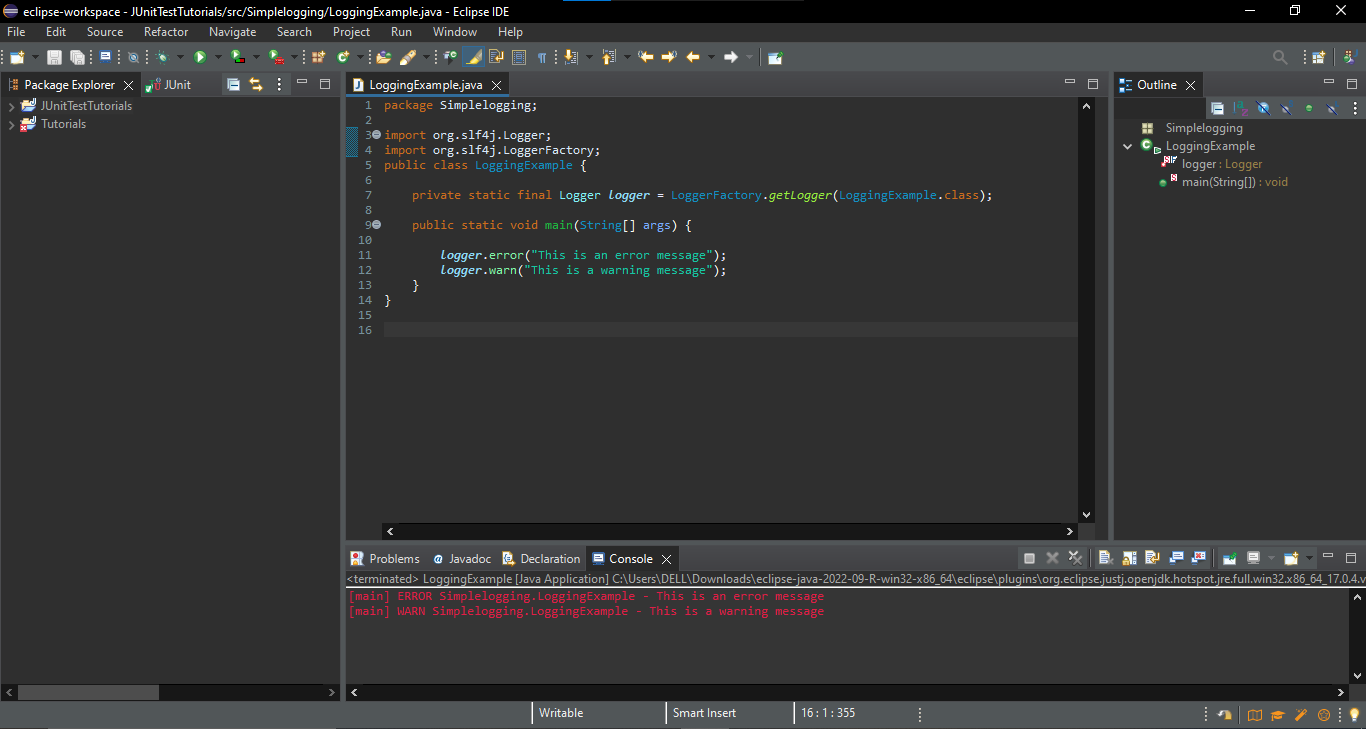 eclipse-workspace - JUnitTestTutorials/src/Simplelogging/LoggingExample.java - Eclipse IDE
File Edit Source Refactor Navigate Search Project Run Window Help
Package Explorer
JUnit
JUnitTestTutorials
Tutorials
LoggingExample.java
1 package Simplelogging;
2
3 import org.slf4j.Logger;
4 import org.slf4j.LoggerFactory;
5 public class LoggingExample {
6
7 private static final Logger logger = LoggerFactory.getLogger(LoggingExample.class);
8
9 public static void main(String[] args) {
10
11 logger.error("This is an error message");
12 logger.warn("This is a warning message");
13 }
14 }
15
16
Outline
Simplelogging
LoggingExample
logger : Logger
main(String[]) : void
Problems Javadoc Declaration Console
<terminated> LoggingExample [Java Application] C:\Users\DELL\Downloads\eclipse-java-2022-09-R-win32-x86_64\eclipse\plugins\org.eclipse.justj.openjdk.hotspot.jre.full.win32.x86_64_17.0.4.v
[main] ERROR Simplelogging.LoggingExample - This is an error message
[main] WARN Simplelogging.LoggingExample - This is a warning message
Writable Smart Insert 16 : 1 : 355